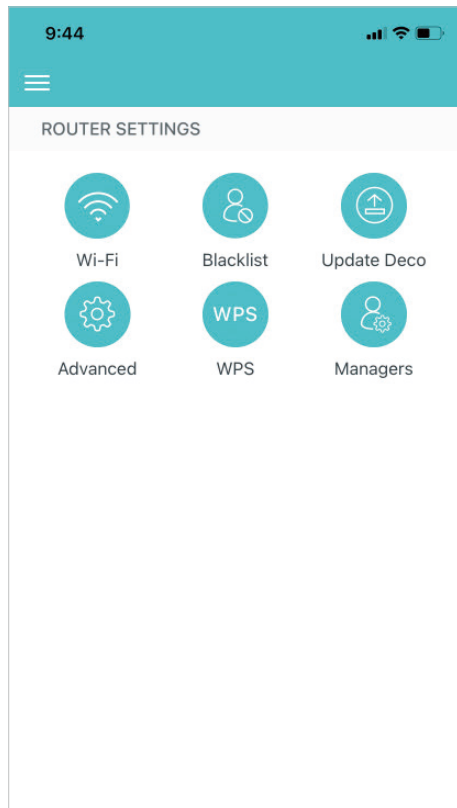 9:44
ROUTER SETTINGS
Wi-Fi Blacklist Update Deco
WPS
Advanced WPS Managers